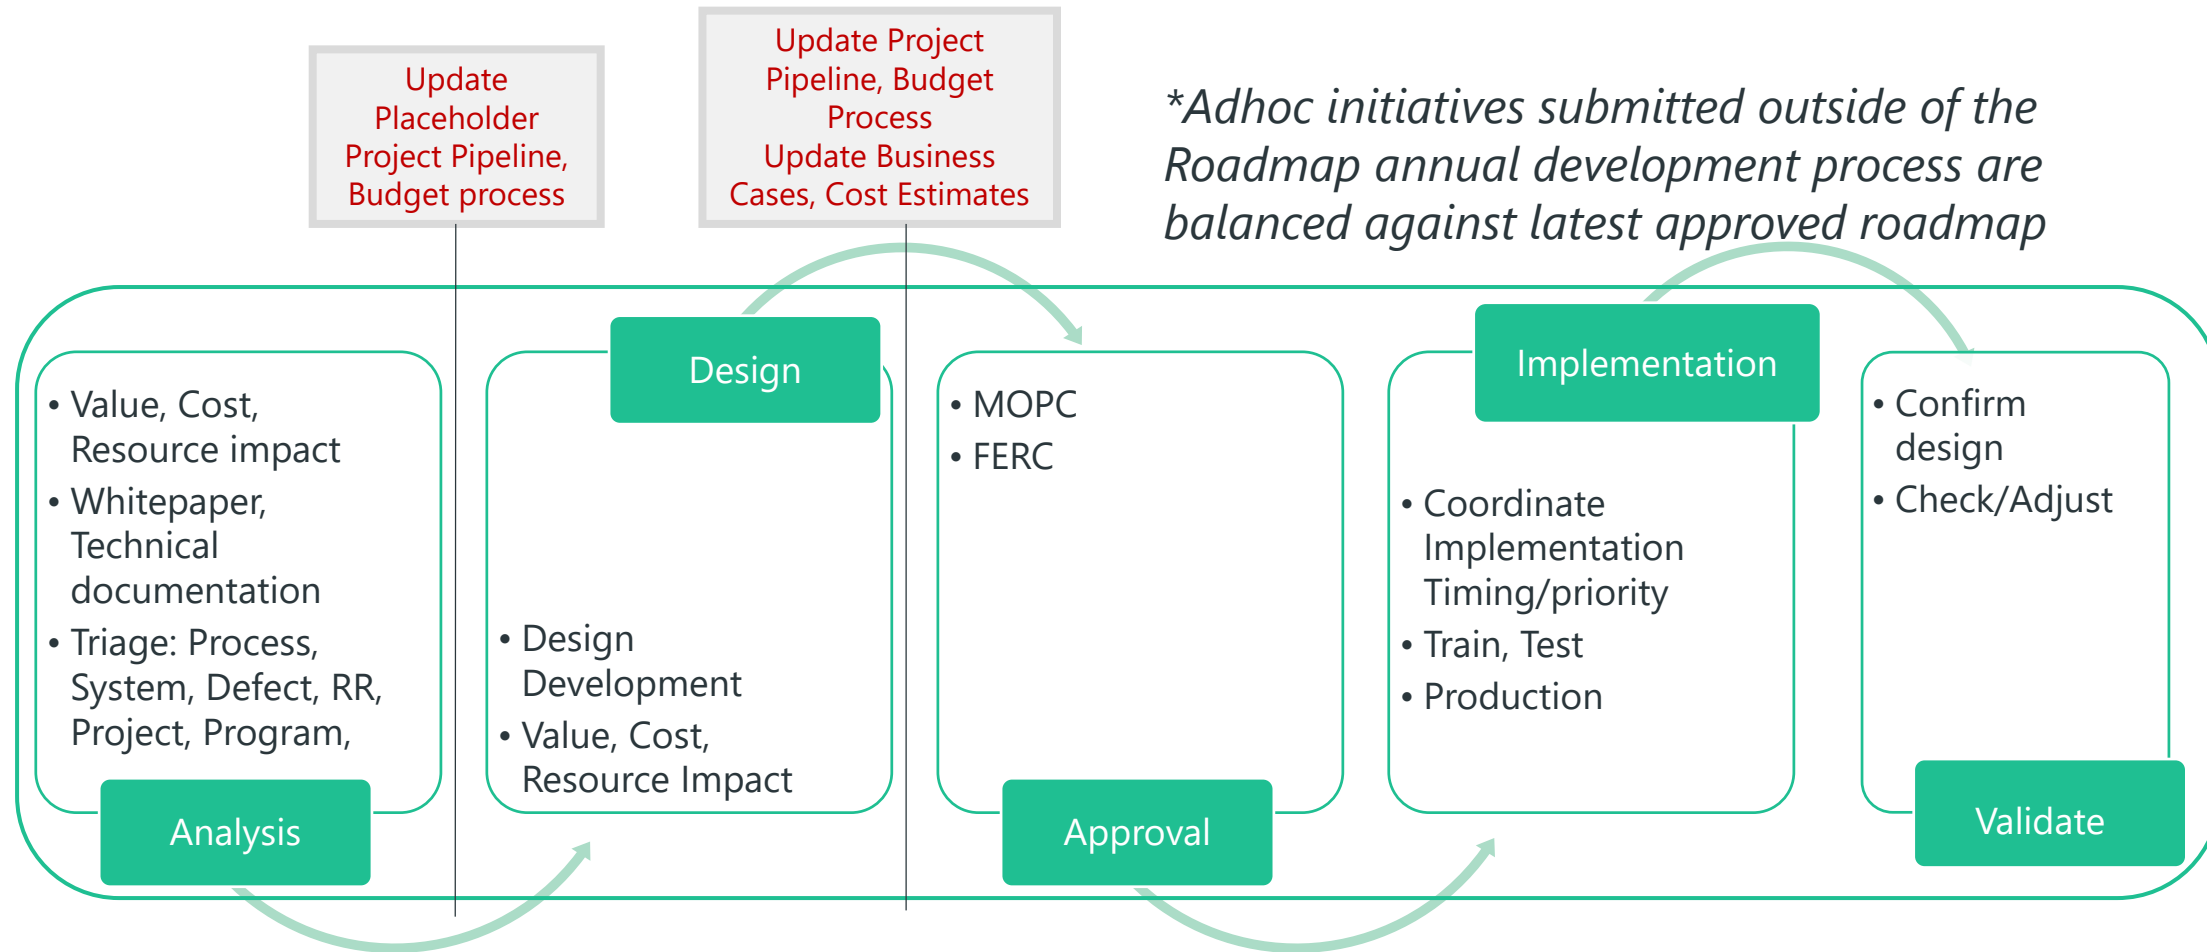 Update
Placeholder
Project Pipeline,
Budget process
Update Project
Pipeline, Budget
Process
Update Business
Cases, Cost Estimates
*Adhoc initiatives submitted outside of the
Roadmap annual development process are
balanced against latest approved roadmap
• Value, Cost,
Resource impact
• Whitepaper,
Technical
documentation
• Triage: Process,
System, Defect, RR,
Project, Program,
Analysis
Design
• Design
Development
• Value, Cost,
Resource Impact
• MOPC
• FERC
Approval
Implementation
• Coordinate
Implementation
Timing/priority
• Train, Test
• Production
• Confirm
design
• Check/Adjust
Validate